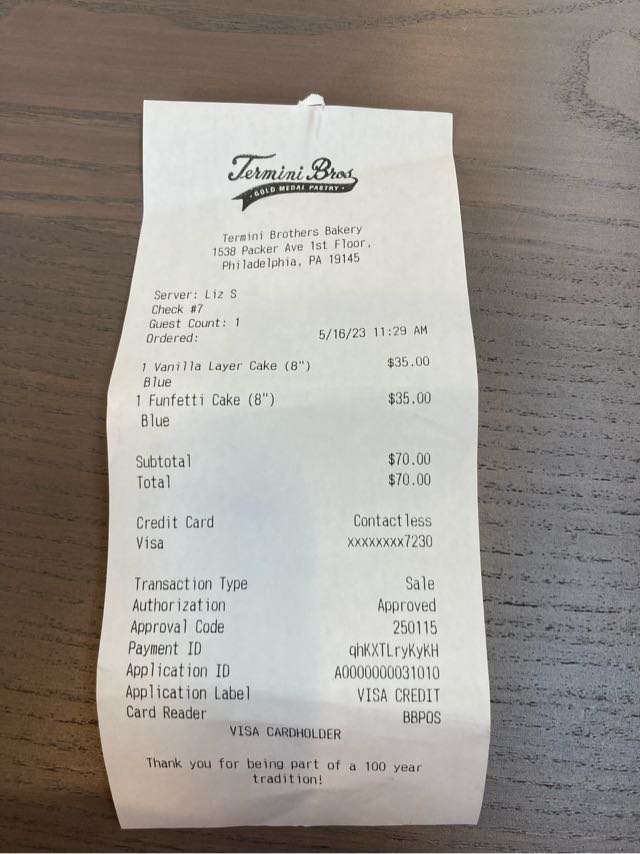 Termini Bros
· GOLD MEDAL PASTRY ·
Termini Brothers Bakery
1538 Packer Ave 1st Floor,
Philadelphia, PA 19145
Server: Liz S
Check #7
Guest Count: 1
Ordered: 5/16/23 11:29 AM
1 Vanilla Layer Cake (8") $35.00
Blue
1 Funfetti Cake (8") $35.00
Blue
Subtotal $70.00
Total $70.00
Credit Card Contactless
Visa xxxxxxxx7230
Transaction Type Sale
Authorization Approved
Approval Code 250115
Payment ID qhKXTLryKyKH
Application ID A0000000031010
Application Label VISA CREDIT
Card Reader BBPOS
VISA CARDHOLDER
Thank you for being part of a 100 year
tradition!